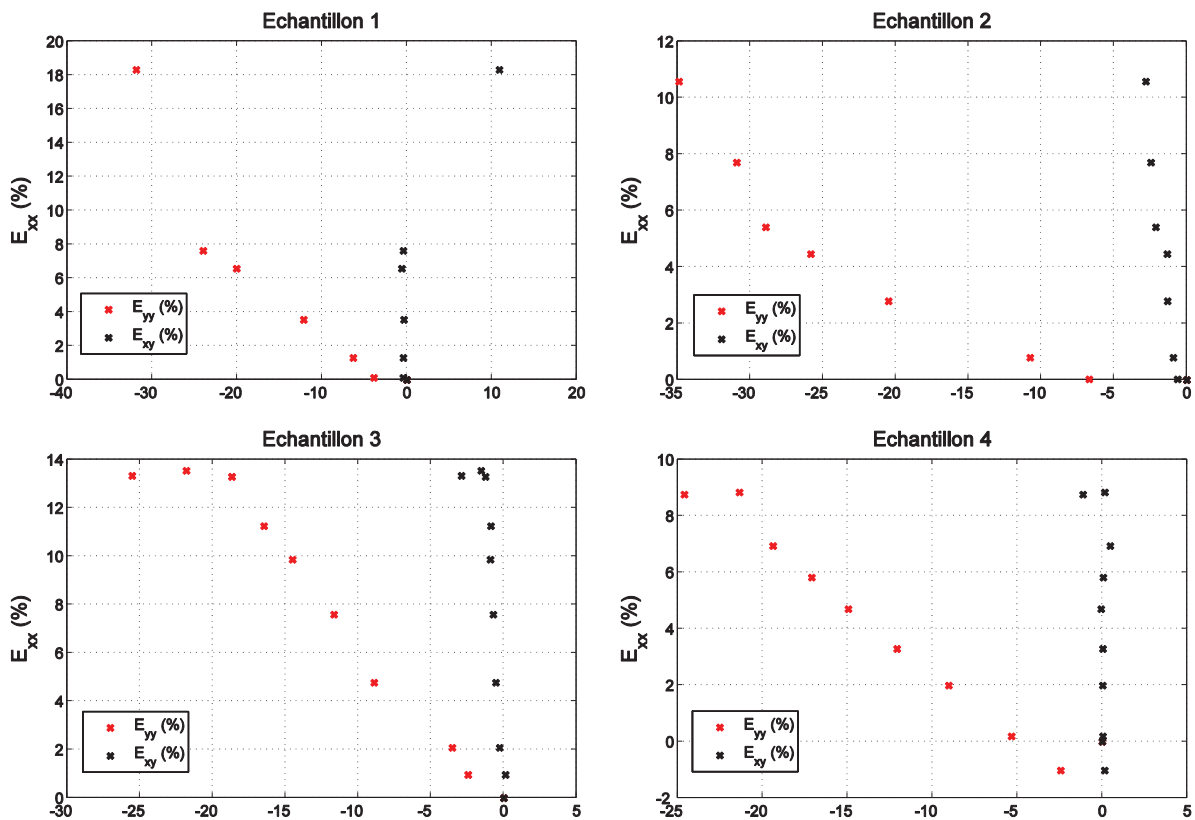 Echantillon 1
E_xx (%)
20
18
16
14
12
10
8
6
4
2
0
E_yy (%)
E_xy (%)
-40 -30 -20 -10 0 10 20
Echantillon 2
E_xx (%)
12
10
8
6
4
2
0
E_yy (%)
E_xy (%)
-35 -30 -25 -20 -15 -10 -5 0
Echantillon 3
E_xx (%)
14
12
10
8
6
4
2
0
E_yy (%)
E_xy (%)
-30 -25 -20 -15 -10 -5 0 5
Echantillon 4
E_xx (%)
10
8
6
4
2
0
-2
E_yy (%)
E_xy (%)
-25 -20 -15 -10 -5 0 5